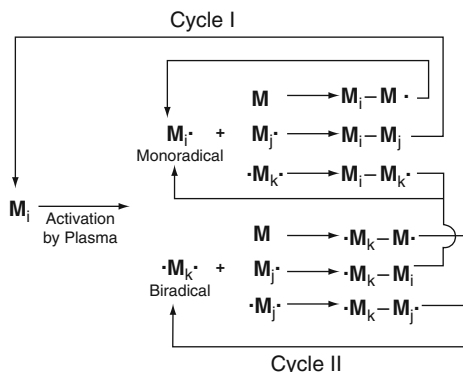 Cycle I
M → Mi–M·
Mi· + Mj· → Mi–Mj
Monoradical
·Mk· → Mi–Mk·
Mi
Activation
by Plasma
M → ·Mk–M·
·Mk· + Mj· → ·Mk–Mi
Biradical
·Mj· → ·Mk–Mj·
Cycle II